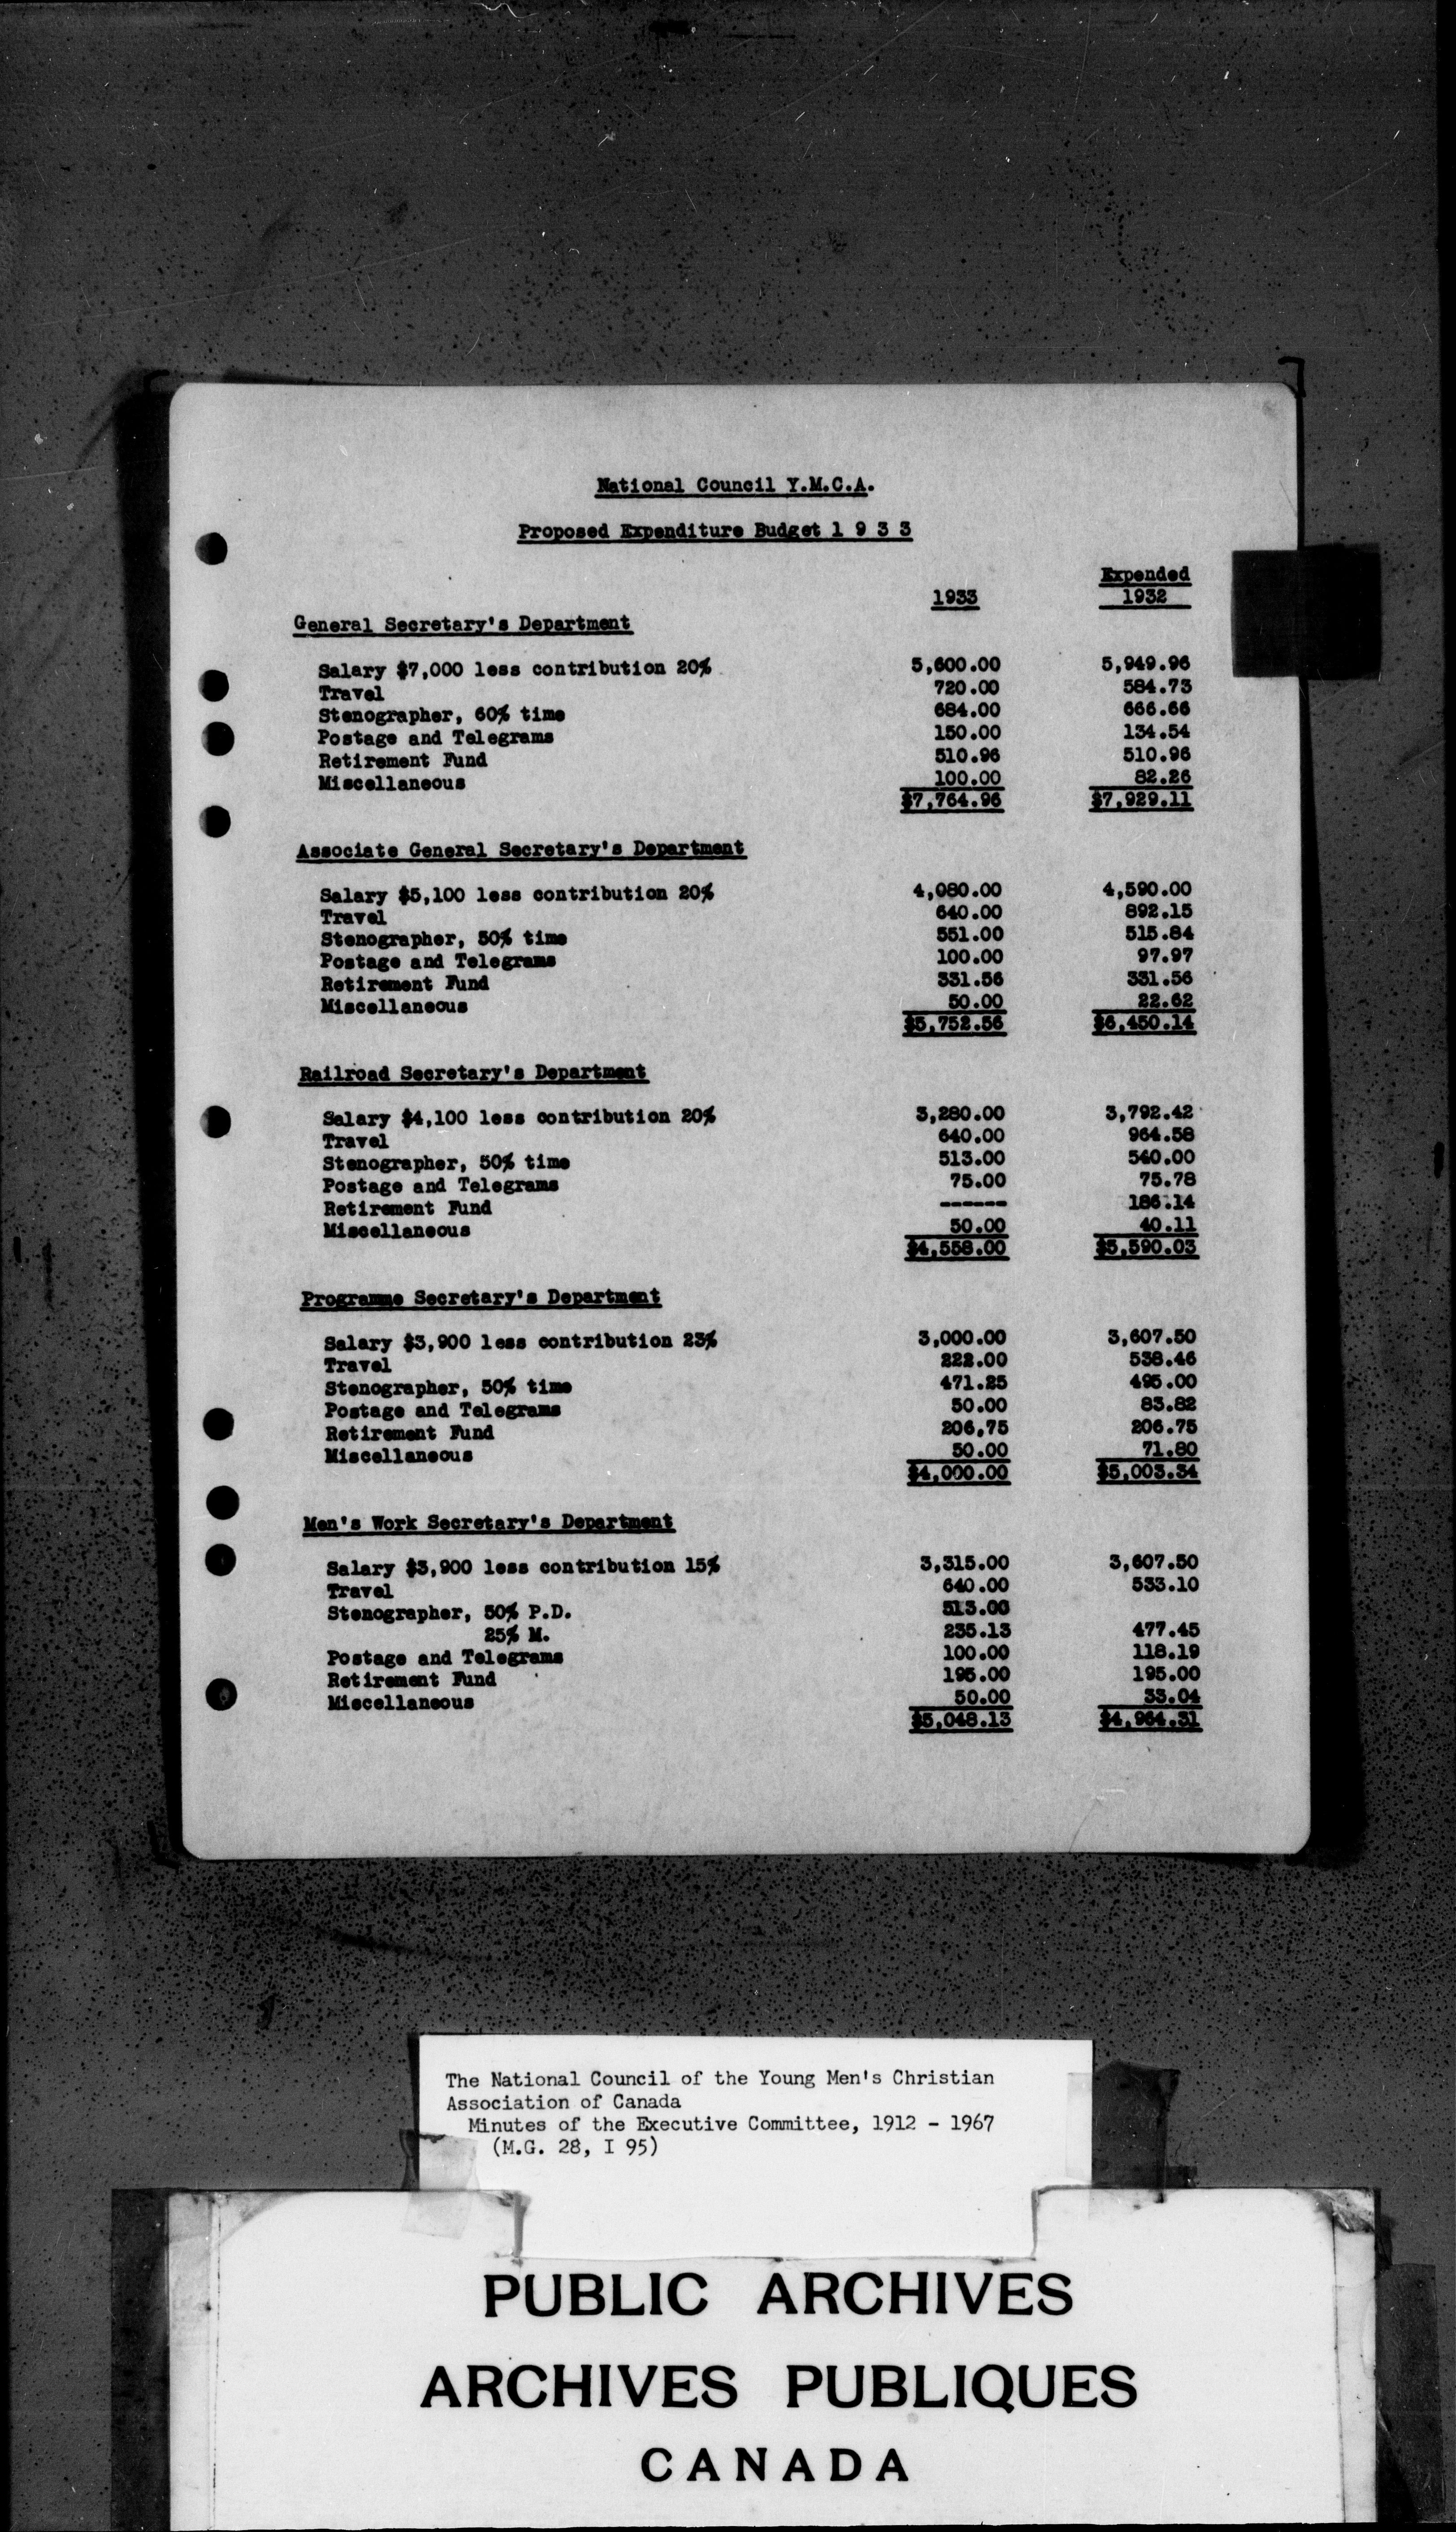 National Council Y.M.C.A.
Proposed Expenditure Budget 1 9 3 3
Expended
1933 1932
General Secretary's Department
Salary $7,000 less contribution 20% 5,600.00 5,949.96
Travel 720.00 584.73
Stenographer, 60% time 684.00 666.66
Postage and Telegrams 150.00 134.54
Retirement Fund 510.96 510.96
Miscellaneous 100.00 82.26
$7,764.96 $7,929.11
Associate General Secretary's Department
Salary $5,100 less contribution 20% 4,080.00 4,590.00
Travel 640.00 892.15
Stenographer, 50% time 551.00 515.84
Postage and Telegrams 100.00 97.97
Retirement Fund 331.56 331.56
Miscellaneous 50.00 22.62
$5,752.56 $6,450.14
Railroad Secretary's Department
Salary $4,100 less contribution 20% 3,280.00 3,792.42
Travel 640.00 964.58
Stenographer, 50% time 513.00 540.00
Postage and Telegrams 75.00 75.78
Retirement Fund ------ 186.14
Miscellaneous 50.00 40.11
$4,558.00 $5,590.03
Programme Secretary's Department
Salary $3,900 less contribution 23% 3,000.00 3,607.50
Travel 222.00 538.46
Stenographer, 50% time 471.25 495.00
Postage and Telegrams 50.00 83.82
Retirement Fund 206,75 206.75
Miscellaneous 50.00 71.80
$4,000.00 $5,003.34
Men's Work Secretary's Department
Salary $3,900 less contribution 15% 3,315.00 3,607.50
Travel 640.00 533.10
Stenographer, 50% P.D. 513.00
25% M. 235.13 477.45
Postage and Telegrams 100.00 118.19
Retirement Fund 195.00 195.00
Miscellaneous 50.00 33.04
$5,048.13 $4,964.31
The National Council of the Young Men's Christian
Association of Canada
Minutes of the Executive Committee, 1912 - 1967
(M.G. 28, I 95)
PUBLIC ARCHIVES
ARCHIVES PUBLIQUES
CANADA